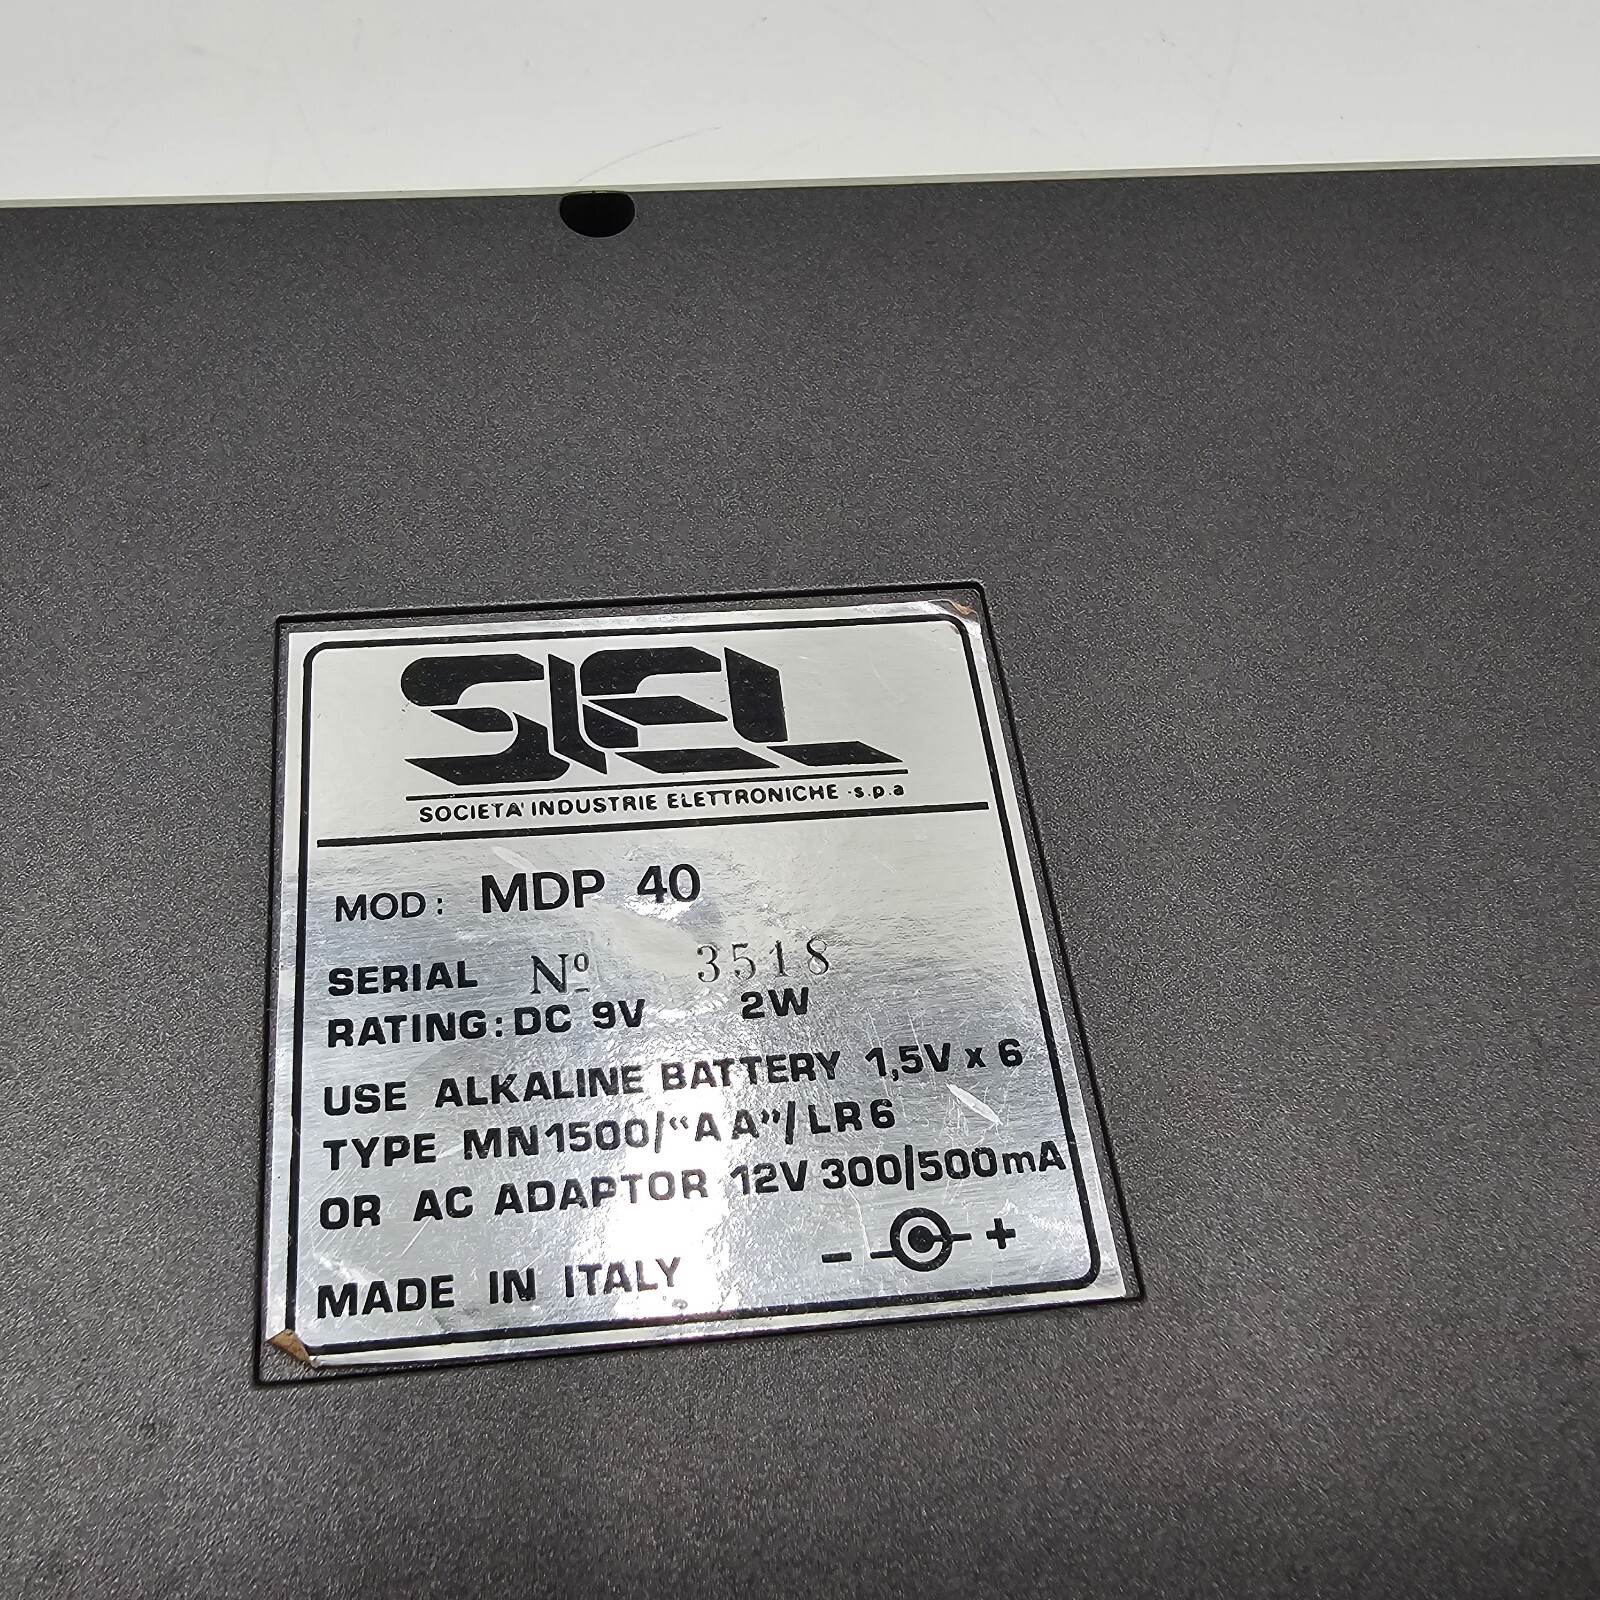 SIEL
SOCIETA' INDUSTRIE ELETTRONICHE -s.p.a
MOD: MDP 40
SERIAL Nº 3518
RATING: DC 9V 2W
USE ALKALINE BATTERY 1,5V x 6
TYPE MN1500/“AA”/LR6
OR AC ADAPTOR 12V 300/500mA
- +
MADE IN ITALY